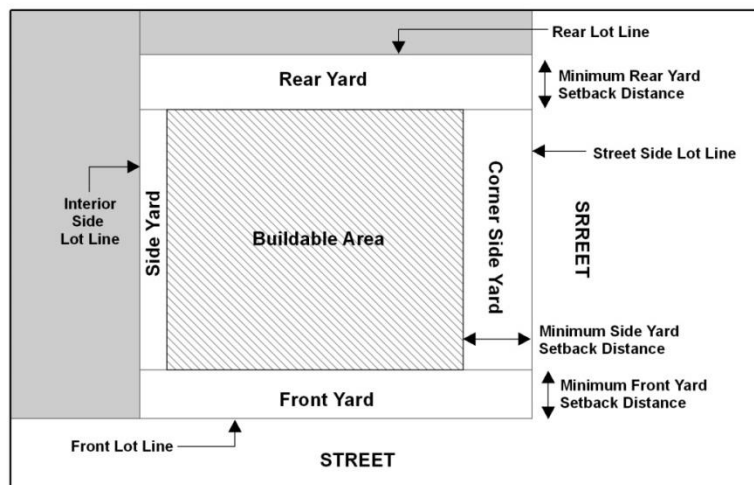 Rear Lot Line
Rear Yard
Minimum Rear Yard
Setback Distance
Street Side Lot Line
Interior
Side
Lot Line
Side Yard
Buildable Area
Corner Side Yard
SRREET
Minimum Side Yard
Setback Distance
Front Yard
Minimum Front Yard
Setback Distance
Front Lot Line
STREET